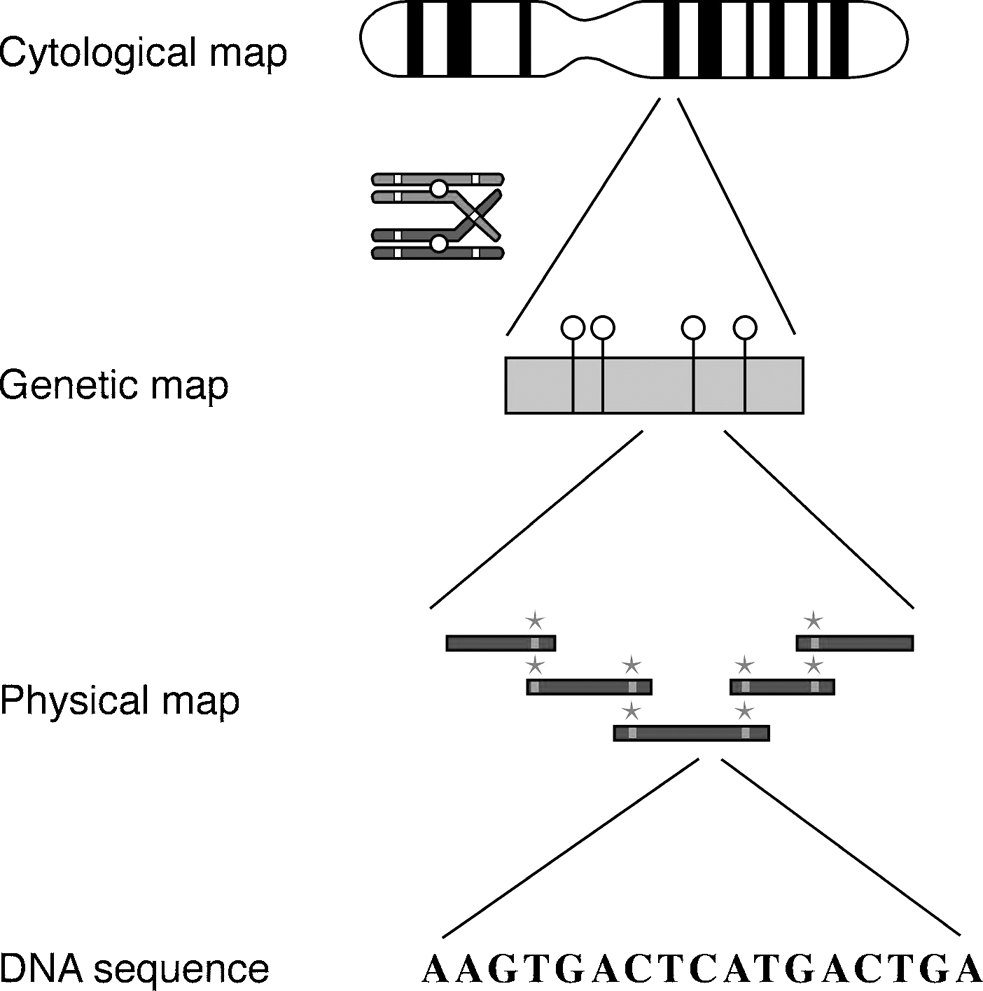 Cytological map
Genetic map
Physical map
DNA sequence AAGTGACTCATGACTGA